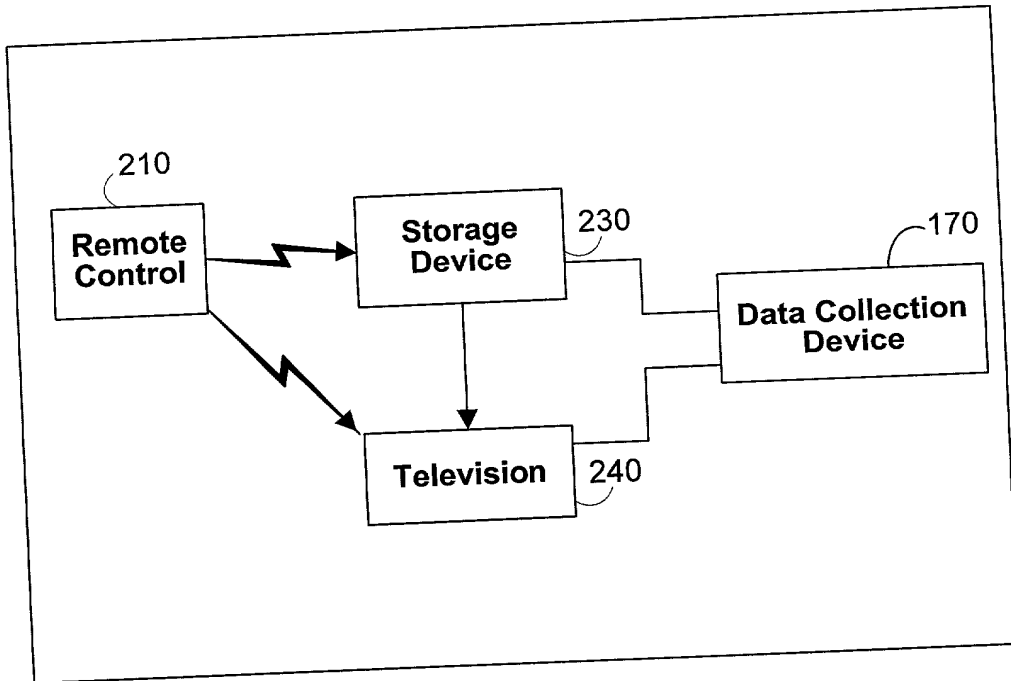 210
Remote
Control
Storage
Device
230
170
Data Collection
Device
Television
240